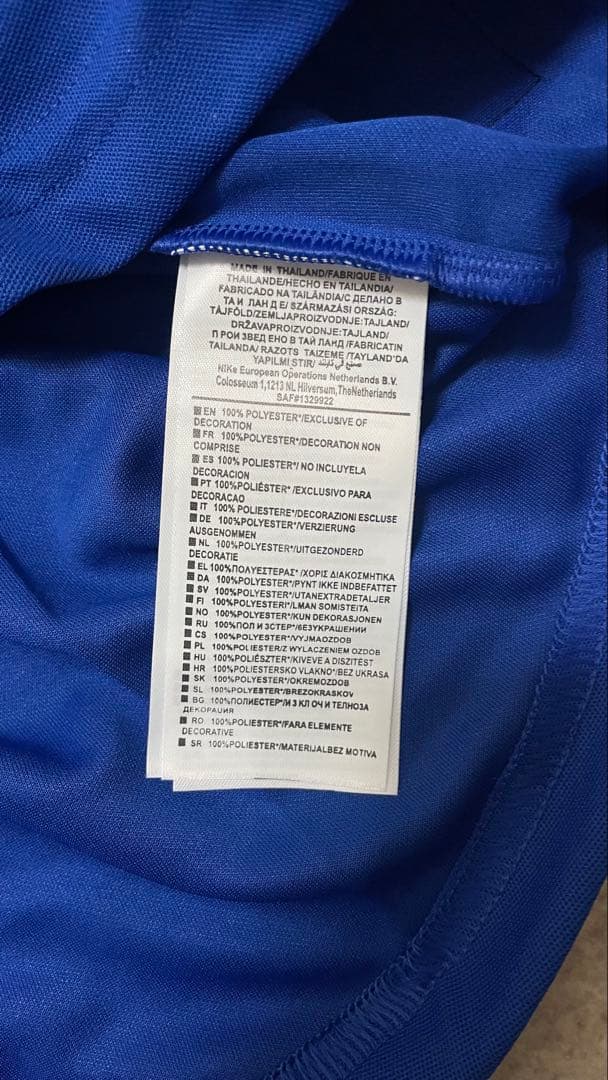 MADE IN THAILAND/FABRIQUE EN
THAILANDE/HECHO EN TAILANDIA/
FABRICADO NA TAILÂNDIA/С ДЕЛАНО В
ТА И ЛАН Д Е/ SZÁRMAZÁSI ORSZÁG:
TÁJFÖLD/ZEMLJAPROIZVODNJE:TAJLAND/
DRŽAVAPROIZVODNJE:TAJLAND/
П РОИ ЗВЕД ЕНО В ТАЙ ЛАНД /FABRICATIN
TAILANDA/ RAZOTS TAIZEME /TAYLAND'DA
YAPILMI STIR/ صنع في تايلند
NIKe European Operations Netherlands B.V.
Colosseum 1,1213 NL Hilversum,TheNetherlands
SAF#1329922
EN 100% POLYESTER*/EXCLUSIVE OF
DECORATION
FR 100%POLYESTER*/DECORATION NON
COMPRISE
ES 100% POLIESTER*/ NO INCLUYELA
DECORACION
PT 100%POLIÉSTER* /EXCLUSIVO PARA
DECORACAO
IT 100% POLIESTERE*/DECORAZIONI ESCLUSE
DE 100%POLYESTER*/VERZIERUNG
AUSGENOMMEN
NL 100%POLYESTER*/UITGEZONDERD
DECORATIE
EL 100%ΠΟΛΥΕΣΤΕΡΑΣ* /ΧΩΡΙΣ ΔΙΑΚΟΣΜΗΤΙΚΑ
DA 100%POLYESTER*/PYNT IKKE INDBEFATTET
SV 100%POLYESTER*/UTANEXTRADETALJER
FI 100%POLYESTERI*/LMAN SOMISTEITA
NO 100%POLYESTER*/KUN DEKORASJONEN
RU 100%ПОЛ И ЭСТЕР*/БЕЗУКРАШЕНИЙ
CS 100%POLYESTER*/VYJMAOZDOB
PL 100%POLIESTER/Z WYLACZENIEM OZDOB
HU 100%POLIÉSZTER*/KIVEVE A DISZITÉST
HR 100%POLIESTERSKO VLAKNO*/BEZ UKRASA
SK 100%POLYESTER*/OKREMOZDOB
SL 100%POLYESTER*/BREZOKRASKOV
BG 100%ПОЛИЕСТЕР*/И З КЛ ОЧ И ТЕЛНОЗА
ДЕКОРАЦИЯ
RO 100%POLIESTER*/FARA ELEMENTE
DECORATIVE
SR 100%POLIESTER*/MATERIJALBEZ MOTIVA